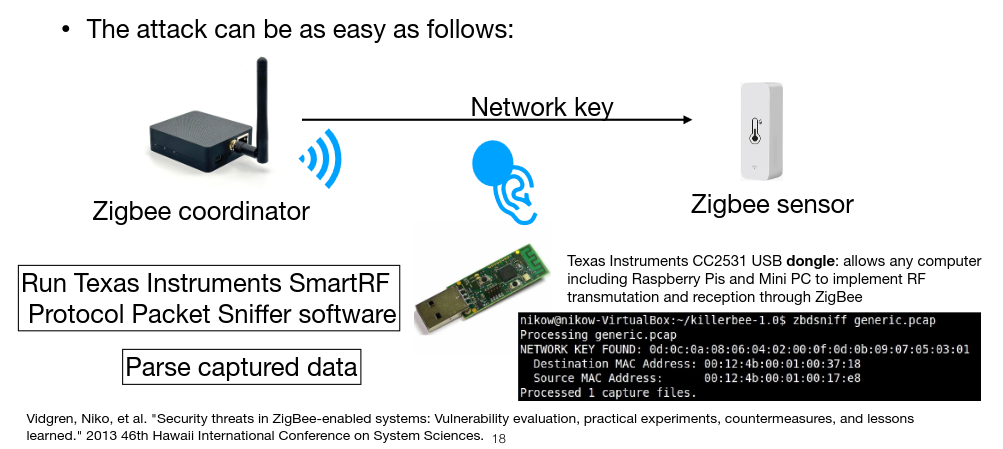 • The attack can be as easy as follows:
Network key
Zigbee coordinator
Zigbee sensor
Run Texas Instruments SmartRF
Protocol Packet Sniffer software
Parse captured data
Texas Instruments CC2531 USB dongle: allows any computer
including Raspberry Pis and Mini PC to implement RF
transmutation and reception through ZigBee
nikow@nikow-VirtualBox:~/killerbee-1.0$ zbdsniff generic.pcap
Processing generic.pcap
NETWORK KEY FOUND: 0d:0c:0a:08:06:04:02:00:0f:0d:0b:09:07:05:03:01
Destination MAC Address: 00:12:4b:00:01:00:37:18
Source MAC Address: 00:12:4b:00:01:00:17:e8
Processed 1 capture files.
Vidgren, Niko, et al. "Security threats in ZigBee-enabled systems: Vulnerability evaluation, practical experiments, countermeasures, and lessons
learned." 2013 46th Hawaii International Conference on System Sciences.
18